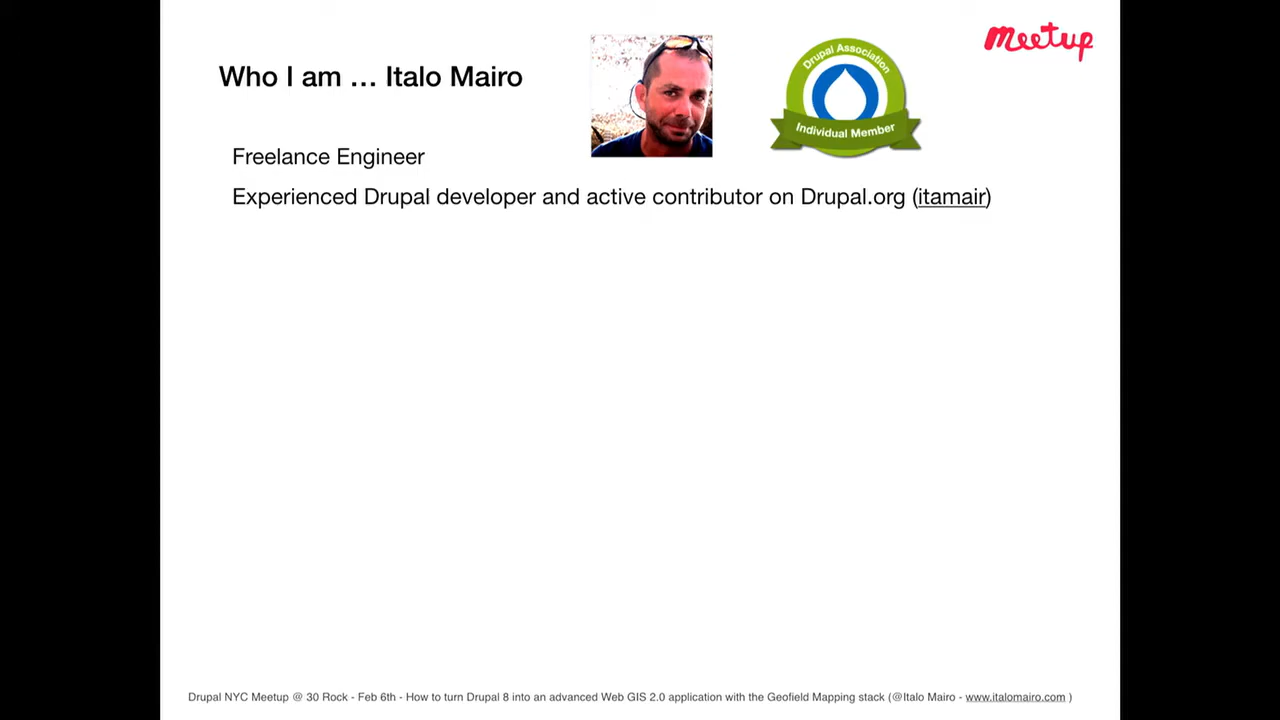 meetup
Who I am … Italo Mairo
Drupal Association
Individual Member
Freelance Engineer
Experienced Drupal developer and active contributor on Drupal.org (itamair)
Drupal NYC Meetup @ 30 Rock - Feb 6th - How to turn Drupal 8 into an advanced Web GIS 2.0 application with the Geofield Mapping stack (@Italo Mairo - www.italomairo.com )